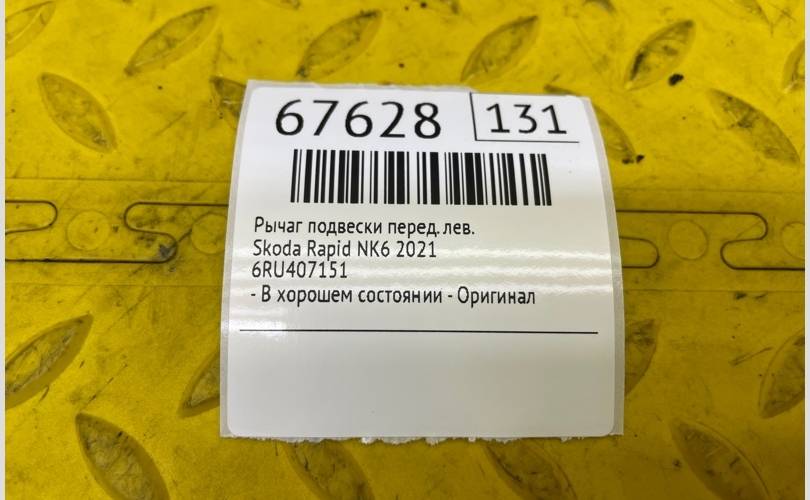 67628 131
Рычаг подвески перед. лев.
Skoda Rapid NK6 2021
6RU407151
- В хорошем состоянии - Оригинал